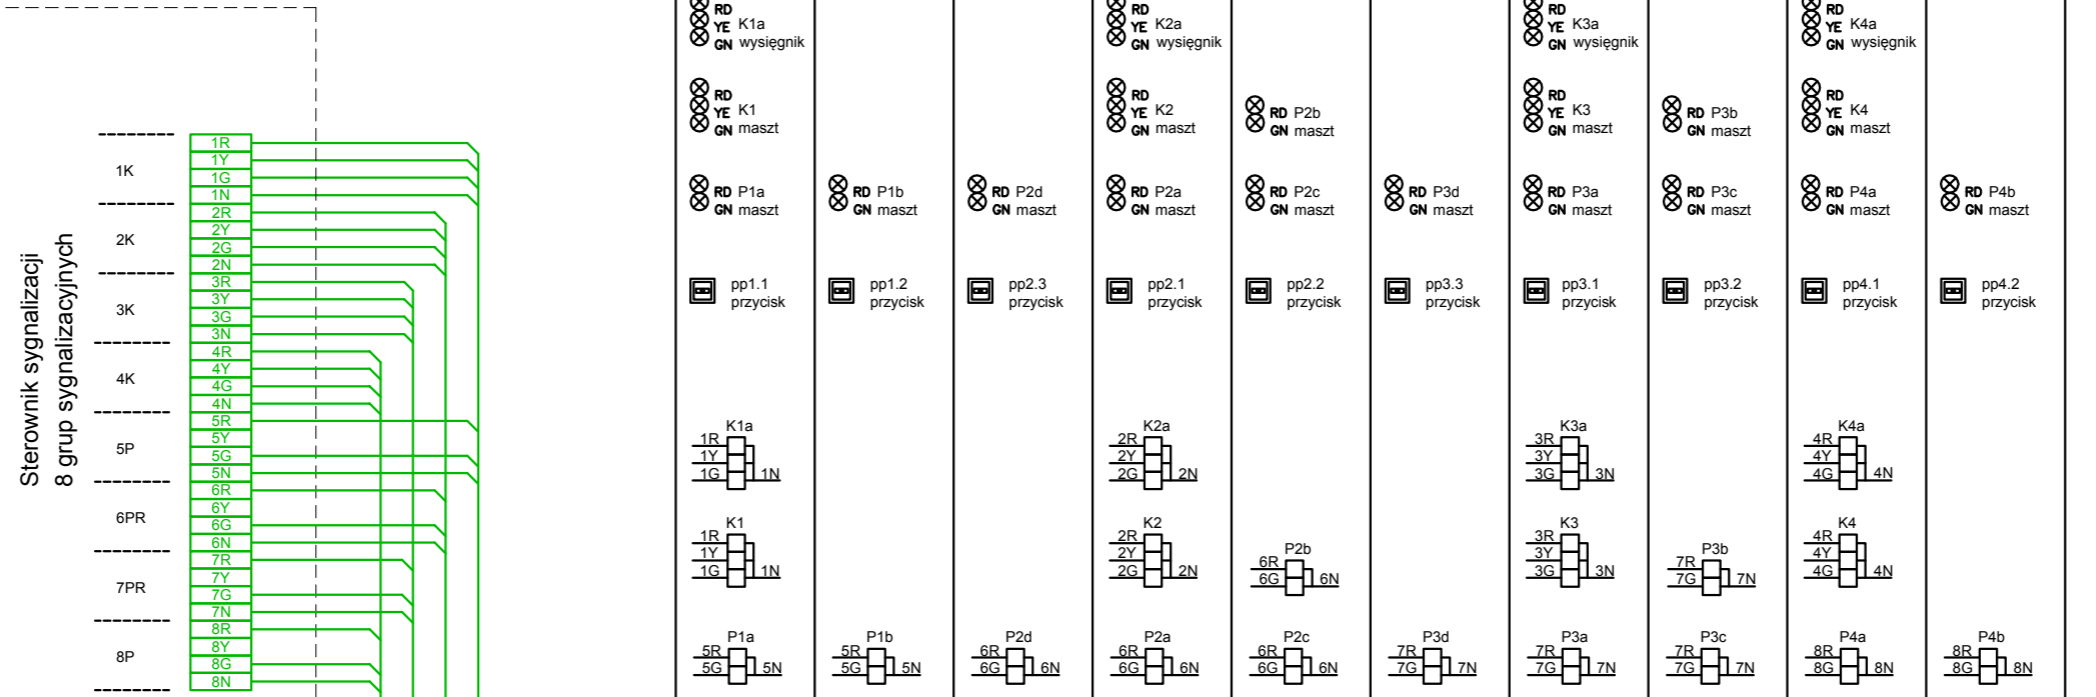 Sterownik sygnalizacji
8 grup sygnalizacyjnych
1K
2K
3K
4K
5P
6PR
7PR
8P
1R
1Y
1G
1N
2R
2Y
2G
2N
3R
3Y
3G
3N
4R
4Y
4G
4N
5R
5Y
5G
5N
6R
6Y
6G
6N
7R
7Y
7G
7N
8R
8Y
8G
8N
RD
YE K1a
GN wysięgnik
RD
YE K1
GN maszt
RD P1a
GN maszt
pp1.1
przycisk
K1a
1R
1Y
1G 1N
K1
1R
1Y
1G 1N
P1a
5R
5G 5N
RD P1b
GN maszt
pp1.2
przycisk
P1b
5R
5G 5N
RD P2d
GN maszt
pp2.3
przycisk
P2d
6R
6G 6N
RD
YE K2a
GN wysięgnik
RD
YE K2
GN maszt
RD P2a
GN maszt
pp2.1
przycisk
K2a
2R
2Y
2G 2N
K2
2R
2Y
2G 2N
P2a
6R
6G 6N
RD P2b
GN maszt
RD P2c
GN maszt
pp2.2
przycisk
P2b
6R
6G 6N
P2c
6R
6G 6N
RD P3d
GN maszt
pp3.3
przycisk
P3d
7R
7G 7N
RD
YE K3a
GN wysięgnik
RD
YE K3
GN maszt
RD P3a
GN maszt
pp3.1
przycisk
K3a
3R
3Y
3G 3N
K3
3R
3Y
3G 3N
P3a
7R
7G 7N
RD P3b
GN maszt
RD P3c
GN maszt
pp3.2
przycisk
P3b
7R
7G 7N
P3c
7R
7G 7N
RD
YE K4a
GN wysięgnik
RD
YE K4
GN maszt
RD P4a
GN maszt
pp4.1
przycisk
K4a
4R
4Y
4G 4N
K4
4R
4Y
4G 4N
P4a
8R
8G 8N
RD P4b
GN maszt
pp4.2
przycisk
P4b
8R
8G 8N